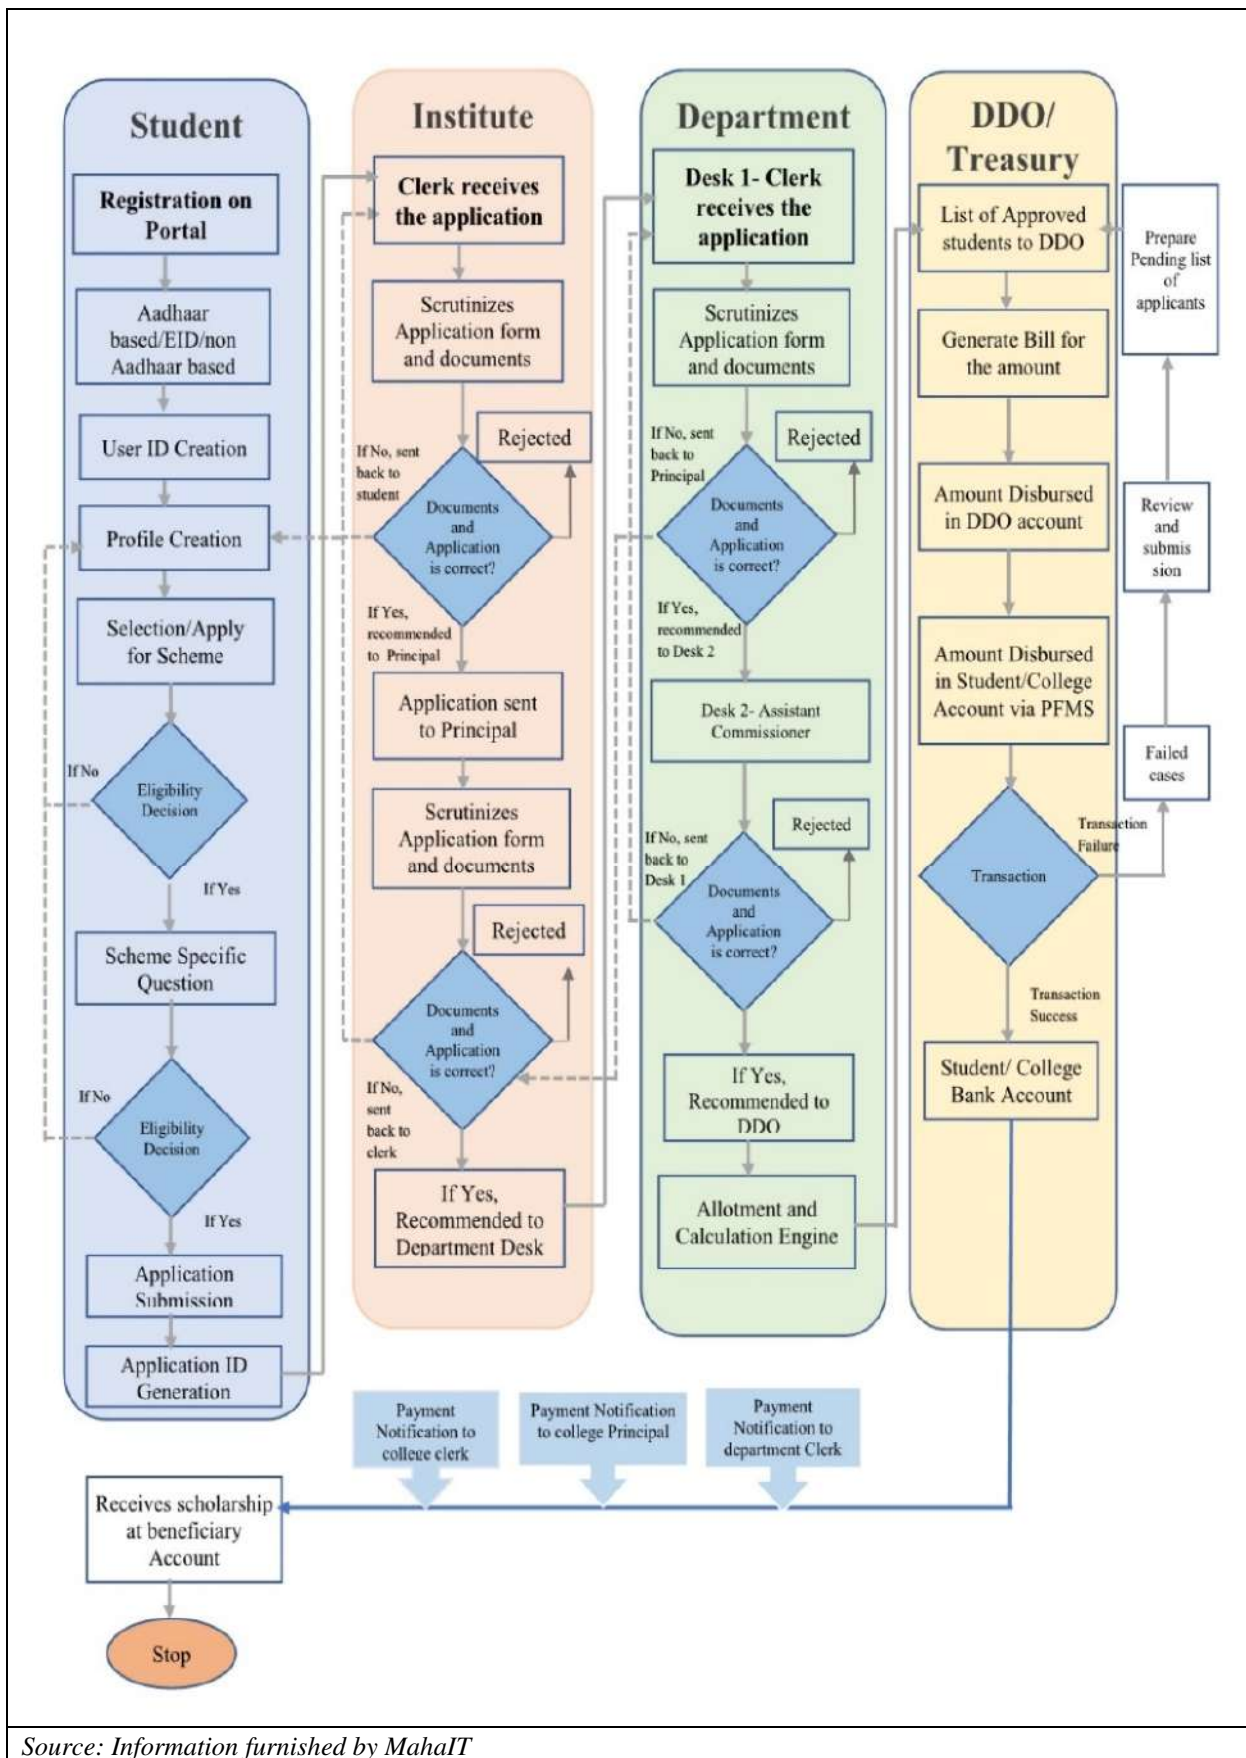 Student
Registration on
Portal
Aadhaar
based/EID/non
Aadhaar based
User ID Creation
Profile Creation
Selection/Apply
for Scheme
If No
Eligibility
Decision
If Yes
Scheme Specific
Question
If No
Eligibility
Decision
If Yes
Application
Submission
Application ID
Generation
Institute
Clerk receives
the application
Scrutinizes
Application form
and documents
Rejected
If No, sent
back to
student
Documents
and
Application
is correct?
If Yes,
recommended
to Principal
Application sent
to Principal
Scrutinizes
Application form
and documents
Rejected
Documents
and
Application
is correct?
If No,
sent
back to
clerk
If Yes,
Recommended to
Department Desk
Department
Desk 1- Clerk
receives the
application
Scrutinizes
Application form
and documents
Rejected
If No, sent
back to
Principal
Documents
and
Application
is correct?
If Yes,
recommended
to Desk 2
Desk 2- Assistant
Commissioner
Rejected
If No, sent
back to
Desk 1
Documents
and
Application
is correct?
If Yes,
Recommended to
DDO
Allotment and
Calculation Engine
DDO/
Treasury
List of Approved
students to DDO
Generate Bill for
the amount
Amount Disbursed
in DDO account
Amount Disbursed
in Student/College
Account via PFMS
Transaction
Transaction
Failure
Transaction
Success
Student/ College
Bank Account
Prepare
Pending list
of
applicants
Review
and
submis
sion
Failed
cases
Payment
Notification to
college clerk
Payment Notification
to college Principal
Payment
Notification to
department Clerk
Receives scholarship
at beneficiary
Account
Stop
Source: Information furnished by MahaIT